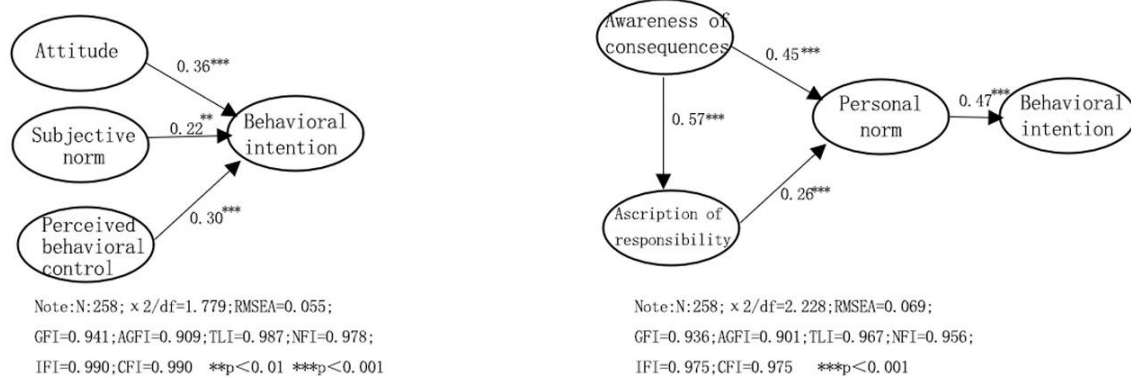 Attitude
0.36***
Subjective
norm
0.22**
Behavioral
intention
0.30***
Perceived
behavioral
control
Note:N:258; x2/df=1.779;RMSEA=0.055;
GFI=0.941;AGFI=0.909;TLI=0.987;NFI=0.978;
IFI=0.990;CFI=0.990 **p<0.01 ***p<0.001
Awareness of
consequences
0.45***
0.57***
Personal
norm
0.47***
Behavioral
intention
0.26***
Ascription of
responsibility
Note:N:258; x2/df=2.228;RMSEA=0.069;
GFI=0.936;AGFI=0.901;TLI=0.967;NFI=0.956;
IFI=0.975;CFI=0.975 ***p<0.001